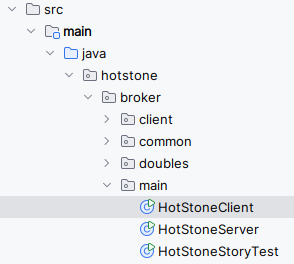 src
main
java
hotstone
broker
client
common
doubles
main
HotStoneClient
HotStoneServer
HotStoneStoryTest